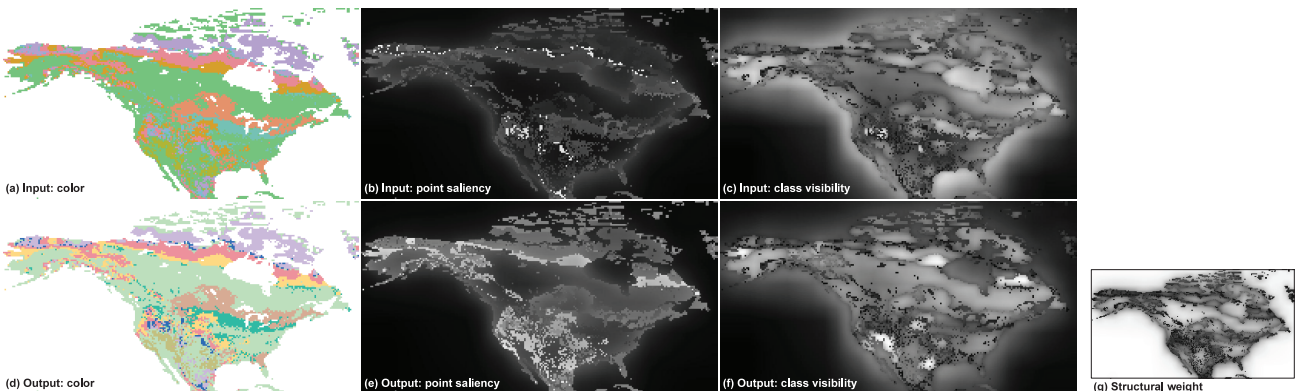 (a) Input: color
(b) Input: point saliency
(c) Input: class visibility
(d) Output: color
(e) Output: point saliency
(f) Output: class visibility
(g) Structural weight